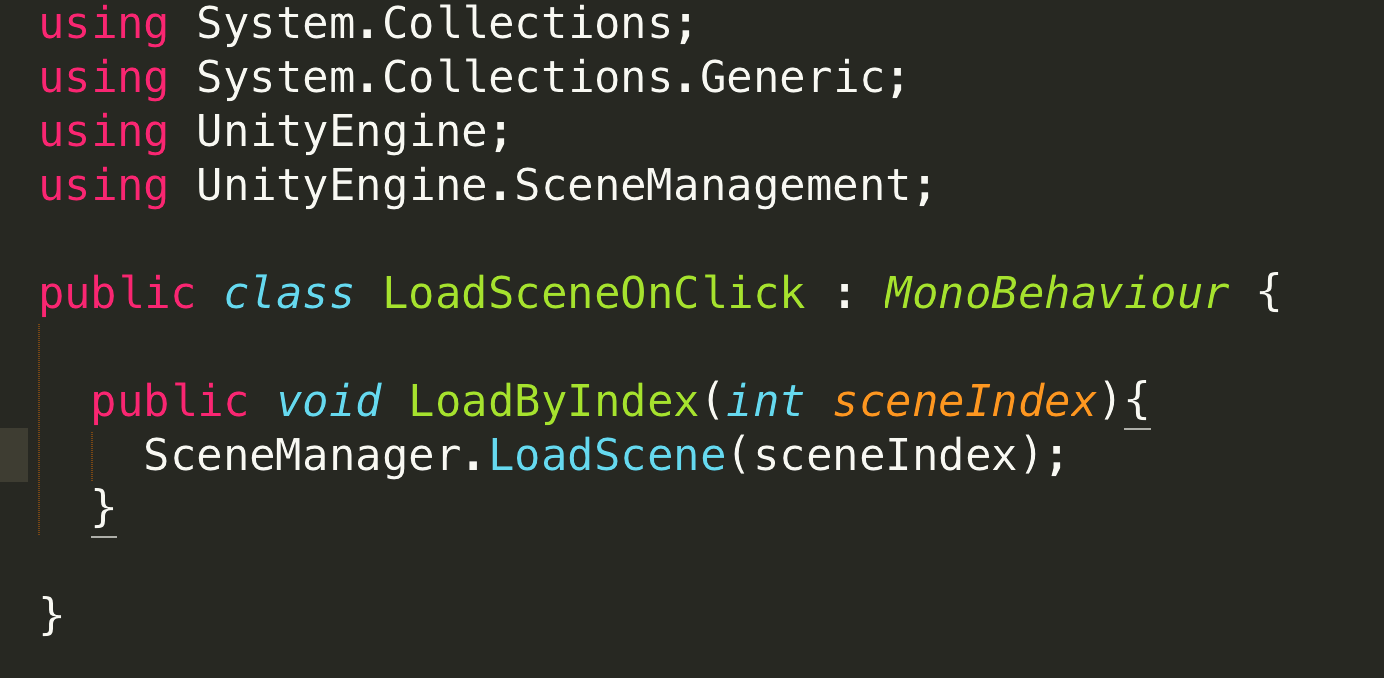 using System.Collections;
using System.Collections.Generic;
using UnityEngine;
using UnityEngine.SceneManagement;

public class LoadSceneOnClick : MonoBehaviour {

  public void LoadByIndex(int sceneIndex){
    SceneManager.LoadScene(sceneIndex);
  }

}